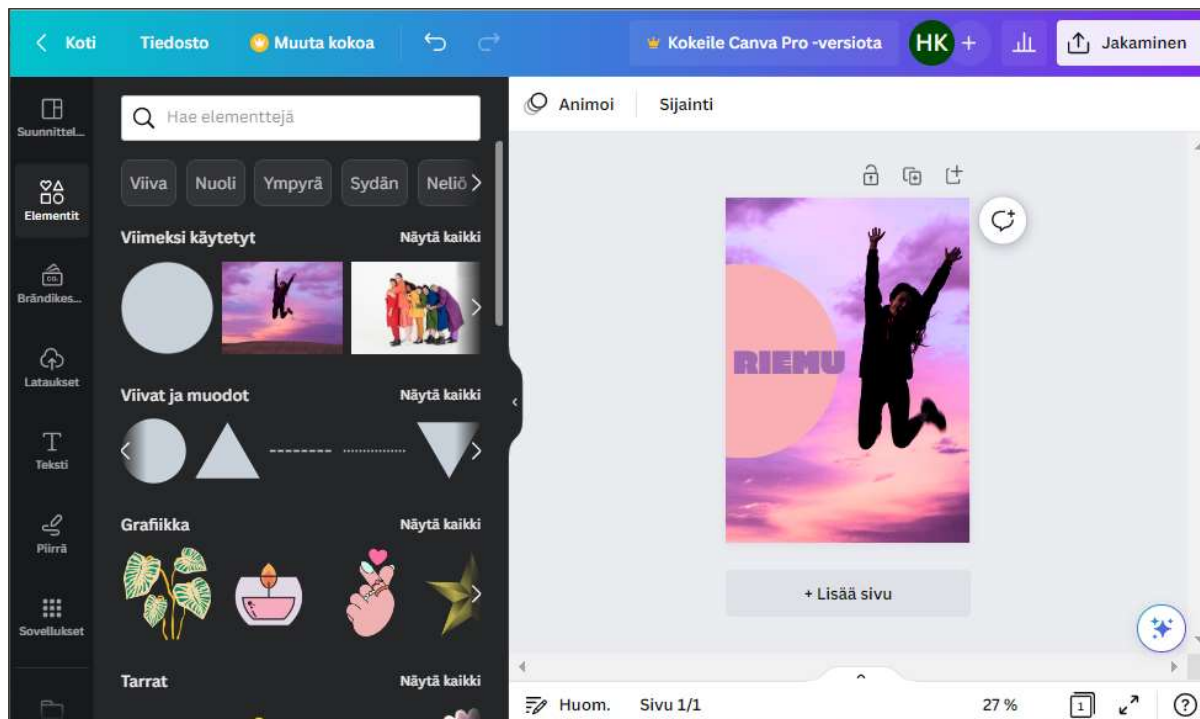 Koti Tiedosto Muuta kokoa Kokeile Canva Pro -versiota HK + Jakaminen
Suunnittel...
Elementit
Brändikes...
Lataukset
Teksti
Piirrä
Sovellukset
Hae elementtejä
Viiva Nuoli Ympyrä Sydän Neliö
Viimeksi käytetyt Näytä kaikki
Viivat ja muodot Näytä kaikki
Grafiikka Näytä kaikki
Tarrat Näytä kaikki
Animoi Sijainti
RIEMU
+ Lisää sivu
Huom. Sivu 1/1 27 % 1 ?